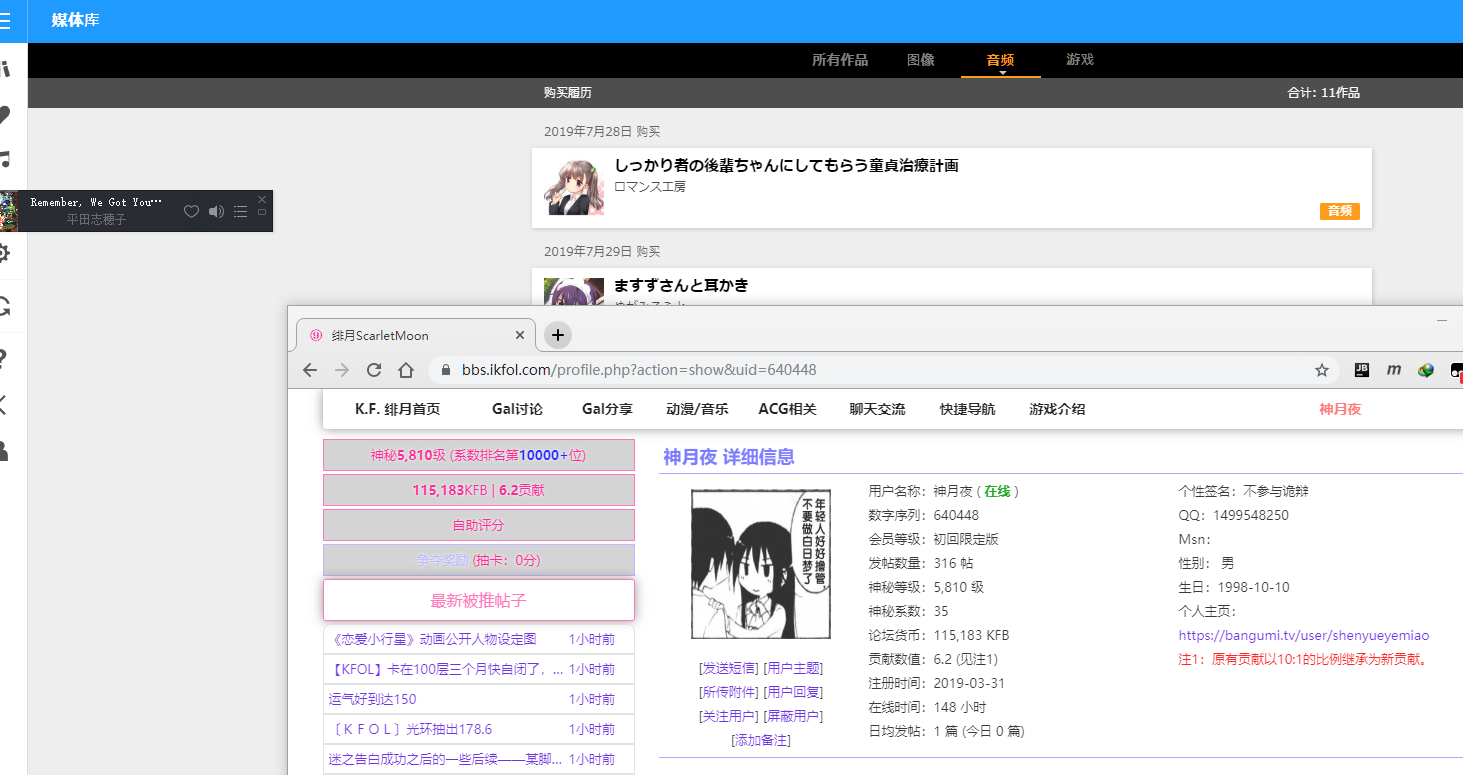 媒体库
所有作品 图像 音频 游戏
购买履历 合计：11作品
2019年7月28日 购买
しっかり者の後輩ちゃんにしてもらう童貞治療計画
ロマンス工房
音频
Remember, We Got You…
平田志穂子
2019年7月29日 购买
ますずさんと耳かき
绯月ScarletMoon
bbs.ikfol.com/profile.php?action=show&uid=640448
K.F. 绯月首页 Gal讨论 Gal分享 动漫/音乐 ACG相关 聊天交流 快捷导航 游戏介绍 神月夜
神秘5,810级 (系数排名第10000+位)
115,183KFB | 6.2贡献
自助评分
争夺奖励 (抽卡：0分)
最新被推帖子
《恋爱小行星》动画公开人物设定图 1小时前
【KFOL】卡在100层三个月快自闭了，... 1小时前
运气好到达150 1小时前
〔ＫＦＯＬ〕光环抽出178.6 1小时前
迷之告白成功之后的一些后续——某脚... 1小时前
神月夜 详细信息
年轻人好好撸管，
不要做白日梦了
[发送短信] [用户主题]
[所传附件] [用户回复]
[关注用户] [屏蔽用户]
[添加备注]
用户名称：神月夜 ( 在线 )
数字序列：640448
会员等级：初回限定版
发帖数量：316 帖
神秘等级：5,810 级
神秘系数：35
论坛货币：115,183 KFB
贡献数值：6.2 (见注1)
注册时间：2019-03-31
在线时间：148 小时
日均发帖：1 篇 (今日 0 篇)
个性签名：不参与诡辩
QQ：1499548250
Msn：
性别： 男
生日：1998-10-10
个人主页：
https://bangumi.tv/user/shenyueyemiao
注1：原有贡献以10:1的比例继承为新贡献。